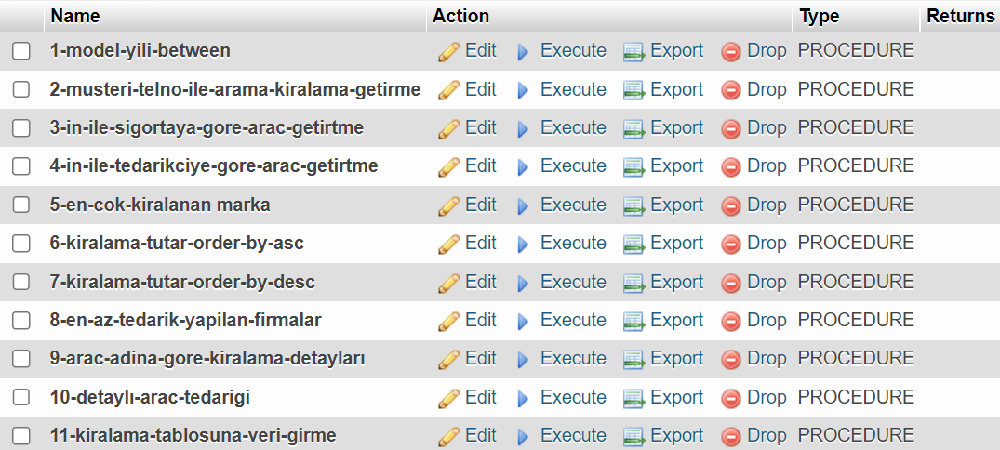 Name Action Type Returns
1-model-yili-between Edit Execute Export Drop PROCEDURE
2-musteri-telno-ile-arama-kiralama-getirme Edit Execute Export Drop PROCEDURE
3-in-ile-sigortaya-gore-arac-getirtme Edit Execute Export Drop PROCEDURE
4-in-ile-tedarikciye-gore-arac-getirtme Edit Execute Export Drop PROCEDURE
5-en-cok-kiralanan marka Edit Execute Export Drop PROCEDURE
6-kiralama-tutar-order-by-asc Edit Execute Export Drop PROCEDURE
7-kiralama-tutar-order-by-desc Edit Execute Export Drop PROCEDURE
8-en-az-tedarik-yapilan-firmalar Edit Execute Export Drop PROCEDURE
9-arac-adina-gore-kiralama-detayları Edit Execute Export Drop PROCEDURE
10-detaylı-arac-tedarigi Edit Execute Export Drop PROCEDURE
11-kiralama-tablosuna-veri-girme Edit Execute Export Drop PROCEDURE